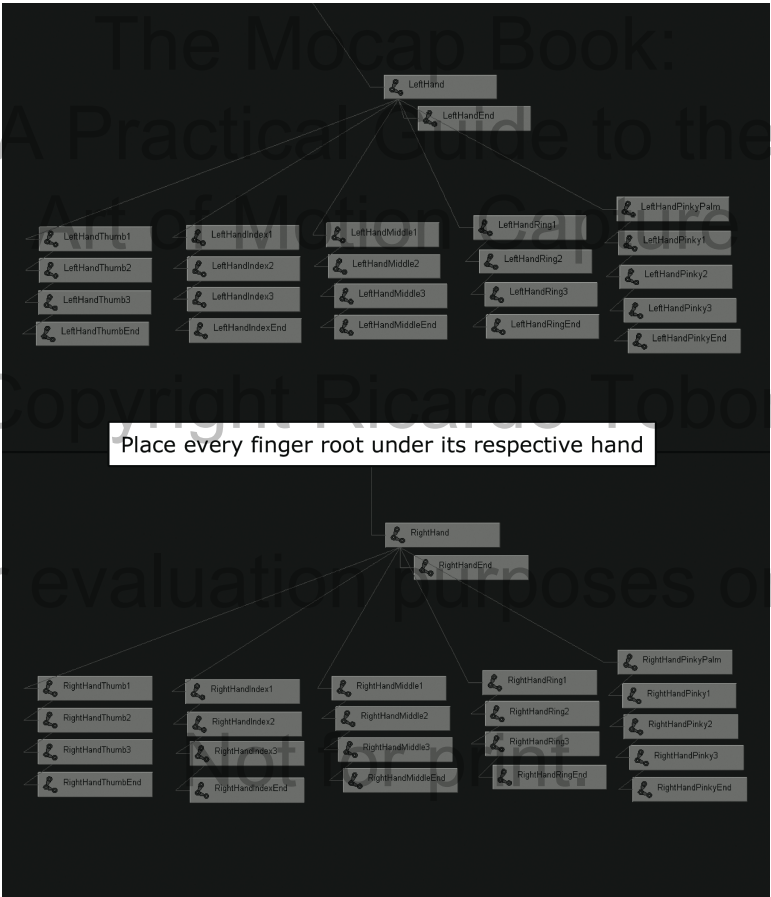 The Mocap Book:
LeftHand
LeftHandEnd
A Practical Guide to the
Art of Motion Capture
LeftHandThumb1
LeftHandThumb2
LeftHandThumb3
LeftHandThumbEnd
LeftHandIndex1
LeftHandIndex2
LeftHandIndex3
LeftHandIndexEnd
LeftHandMiddle1
LeftHandMiddle2
LeftHandMiddle3
LeftHandMiddleEnd
LeftHandRing1
LeftHandRing2
LeftHandRing3
LeftHandRingEnd
LeftHandPinkyPalm
LeftHandPinky1
LeftHandPinky2
LeftHandPinky3
LeftHandPinkyEnd
Copyright Ricardo Tobon
Place every finger root under its respective hand
RightHand
RightHandEnd
r evaluation purposes on
RightHandThumb1
RightHandThumb2
RightHandThumb3
RightHandThumbEnd
RightHandIndex1
RightHandIndex2
RightHandIndex3
RightHandIndexEnd
RightHandMiddle1
RightHandMiddle2
RightHandMiddle3
RightHandMiddleEnd
RightHandRing1
RightHandRing2
RightHandRing3
RightHandRingEnd
RightHandPinkyPalm
RightHandPinky1
RightHandPinky2
RightHandPinky3
RightHandPinkyEnd
Not for print.